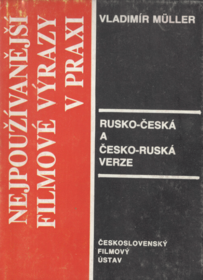 NEJPOUŽÍVANĚJŠÍ
FILMOVÉ VÝRAZY
V PRAXI
VLADIMÍR MÜLLER
RUSKO-ČESKÁ
A
ČESKO-RUSKÁ
VERZE
ČESKOSLOVENSKÝ
FILMOVÝ
ÚSTAV